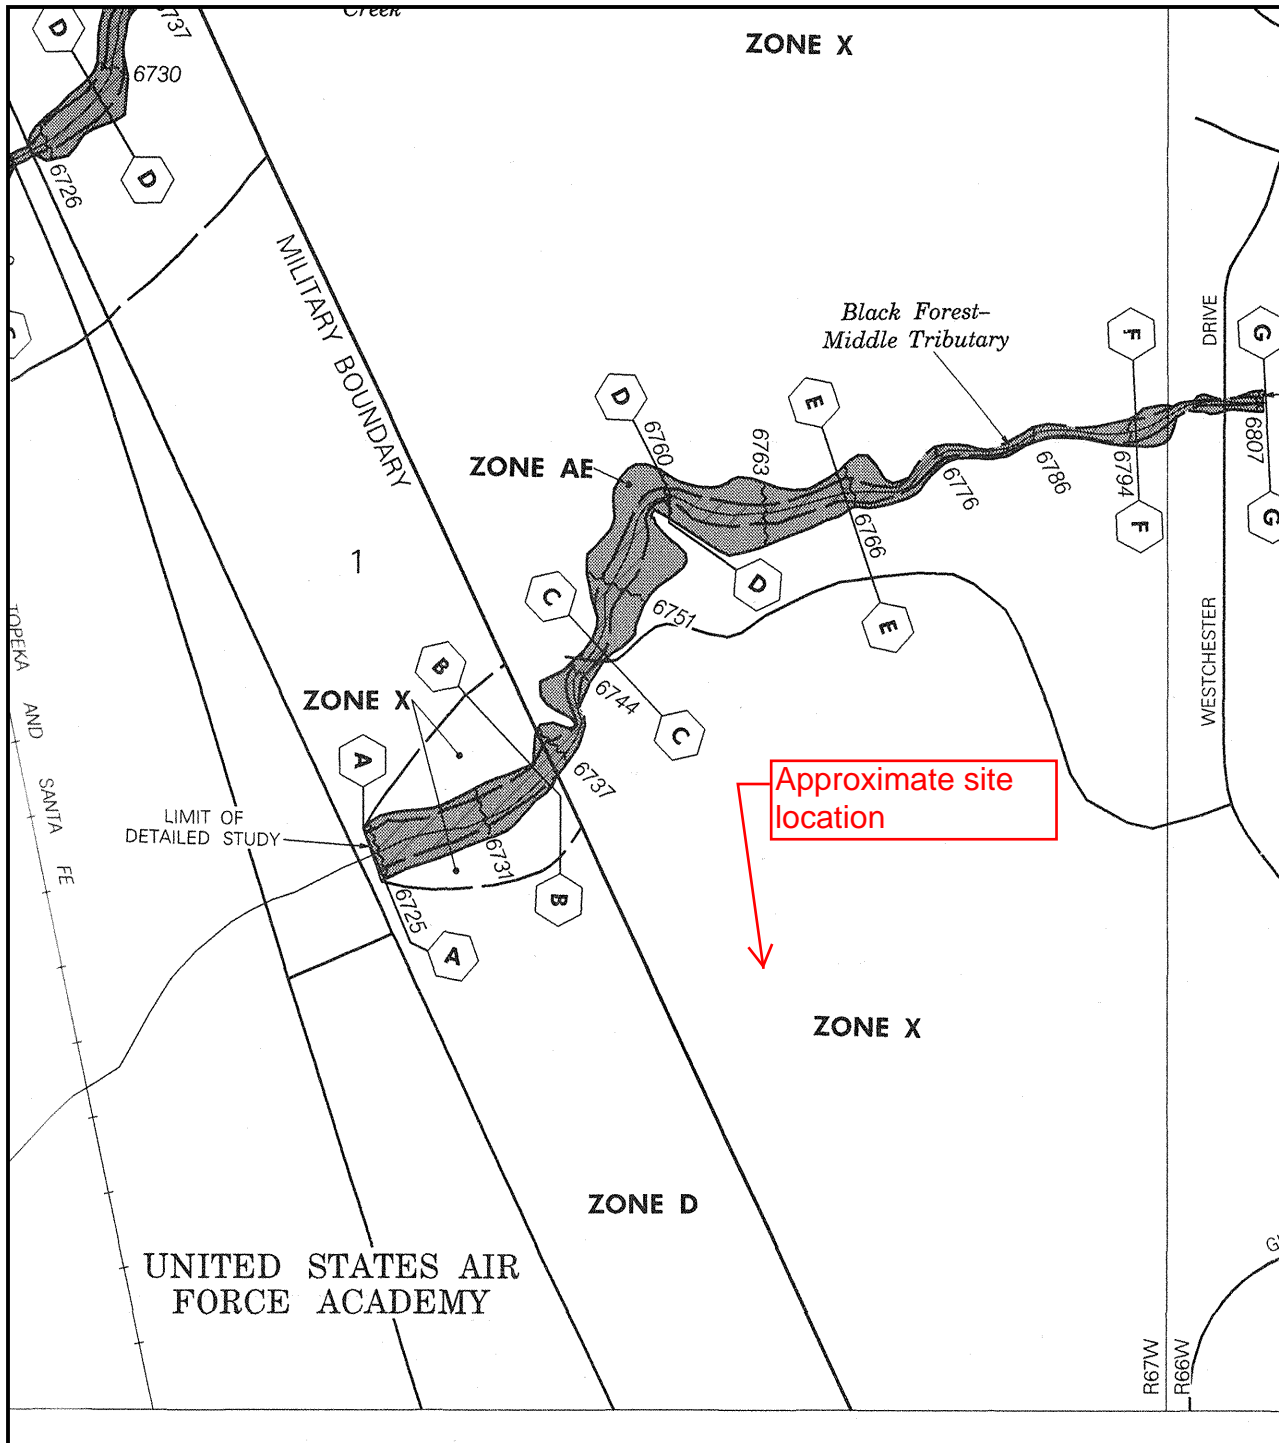 Creek
ZONE X
D
6737
6730
D
6726
MILITARY BOUNDARY
Black Forest–
Middle Tributary
F
DRIVE
G
D
6760
6763
E
ZONE AE
6776
6786
6794
6807
F
G
6766
1
D
C
6751
E
TOPEKA AND SANTA FE
B
WESTCHESTER
ZONE X
6744
C
A
6737
Approximate site
location
LIMIT OF
DETAILED STUDY
6731
B
6725
A
ZONE X
ZONE D
UNITED STATES AIR
FORCE ACADEMY
R67W
R66W